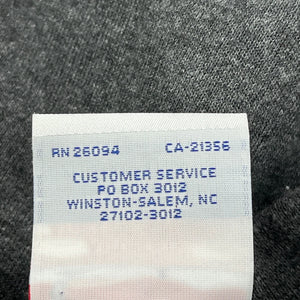 RN 26094 CA-21356
CUSTOMER SERVICE
PO BOX 3012
WINSTON-SALEM, NC
27102-3012